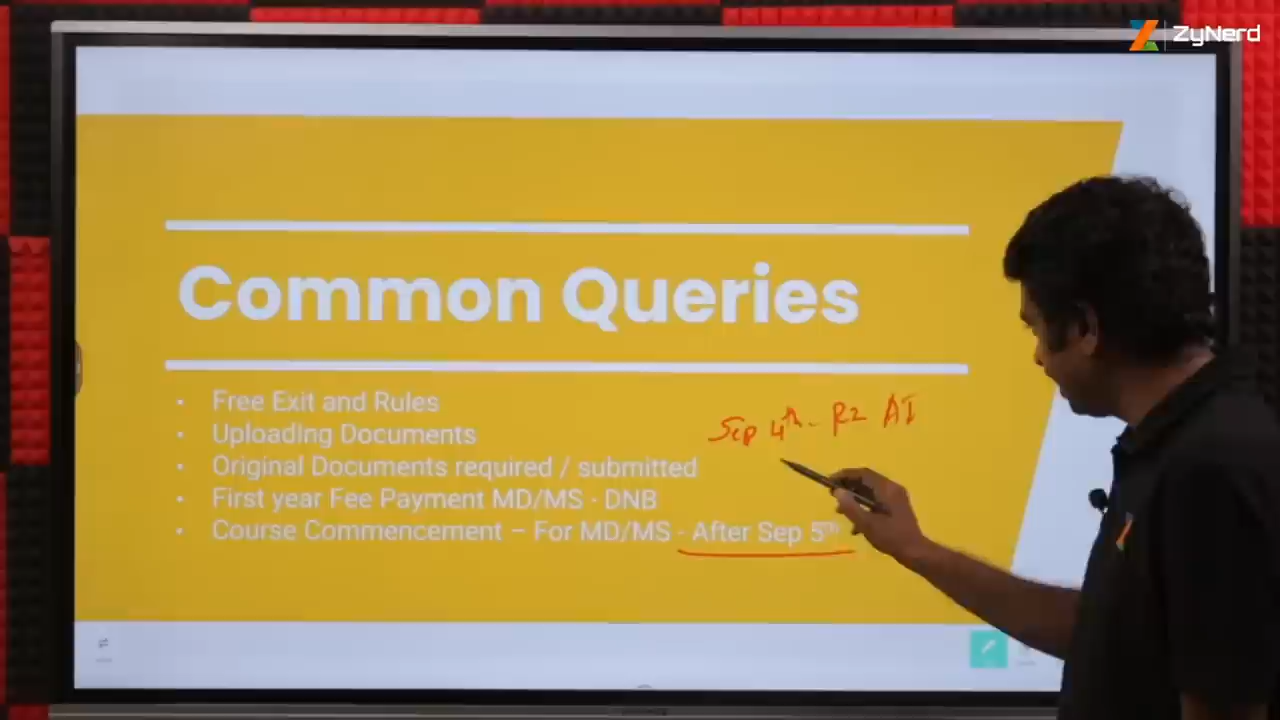 ZyNerd
Common Queries
• Free Exit and Rules
• Uploading Documents
• Original Documents required / submitted
• First year Fee Payment MD/MS - DNB
• Course Commencement – For MD/MS - After Sep 5th
Sep 4th - R2 AI